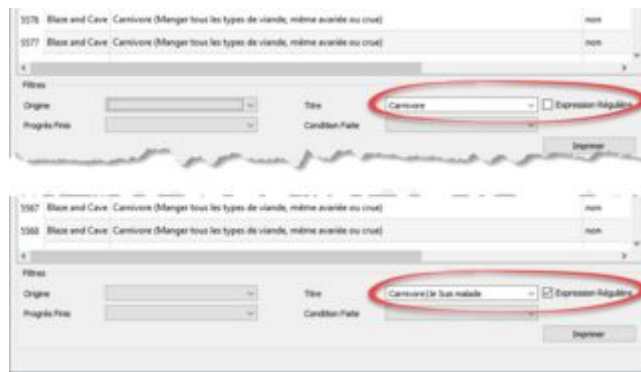 5576 Blaze and Cave Carnivore (Manger tous les types de viande, même avariée ou crue) non
5577 Blaze and Cave Carnivore (Manger tous les types de viande, même avariée ou crue) non
Filtres
Origine Titre Carnivore Expression Régulière
Progrès Finis Condition Faite
Imprimer
5567 Blaze and Cave Carnivore (Manger tous les types de viande, même avariée ou crue) non
5568 Blaze and Cave Carnivore (Manger tous les types de viande, même avariée ou crue) non
Filtres
Origine Titre Carnivore|Je Suis malade Expression Régulière
Progrès Finis Condition Faite
Imprimer